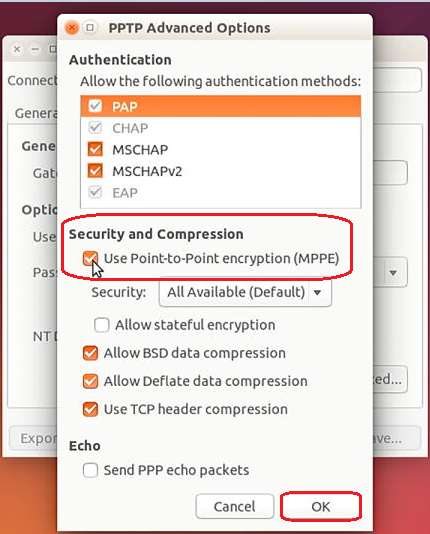 PPTP Advanced Options
Connect
Genera
Gene
Gate
Optio
Use
Pas
NT D
ced...
Expor
ave...
Authentication
Allow the following authentication methods:
PAP
CHAP
MSCHAP
MSCHAPv2
EAP
Security and Compression
Use Point-to-Point encryption (MPPE)
Security: All Available (Default)
Allow stateful encryption
Allow BSD data compression
Allow Deflate data compression
Use TCP header compression
Echo
Send PPP echo packets
Cancel OK